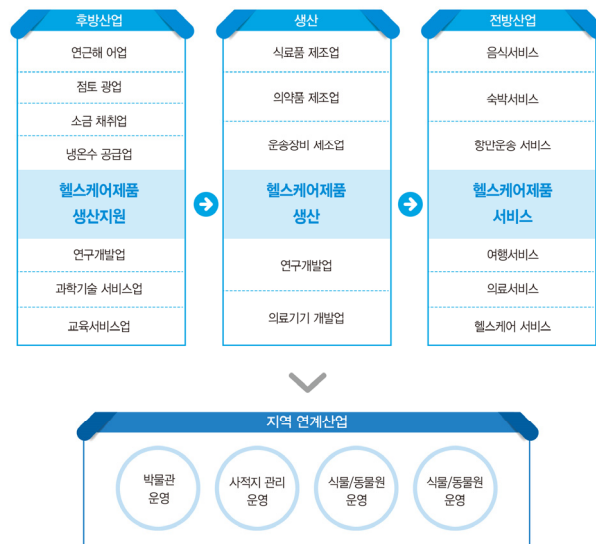 후방산업
연근해 어업
점토 광업
소금 채취업
냉온수 공급업
헬스케어제품
생산지원
연구개발업
과학기술 서비스업
교육서비스업
생산
식료품 제조업
의약품 제조업
운송장비 세조업
헬스케어제품
생산
연구개발업
의료기기 개발업
전방산업
음식서비스
숙박서비스
항만운송 서비스
헬스케어제품
서비스
여행서비스
의료서비스
헬스케어 서비스
지역 연계산업
박물관
운영
사적지 관리
운영
식물/동물원
운영
식물/동물원
운영